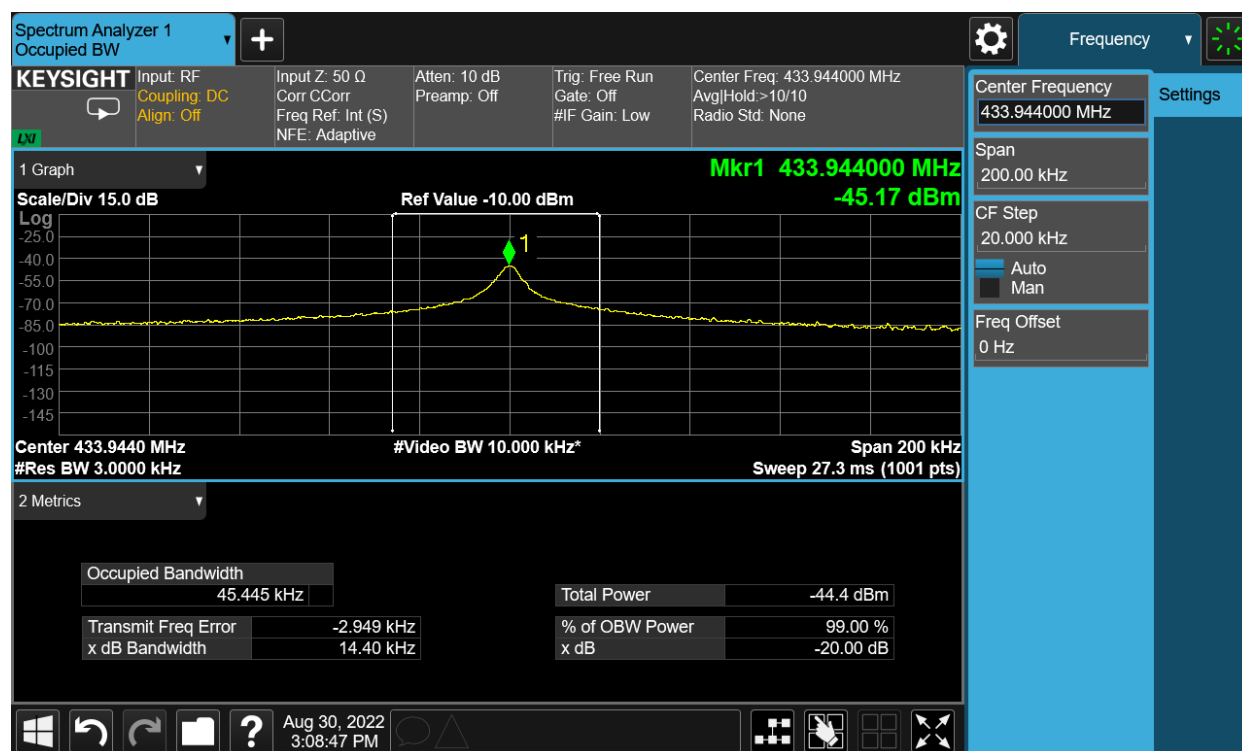 Spectrum Analyzer 1
Occupied BW
+
Frequency
KEYSIGHT
LXI
Input: RF
Coupling: DC
Align: Off
Input Z: 50 Ω
Corr CCorr
Freq Ref: Int (S)
NFE: Adaptive
Atten: 10 dB
Preamp: Off
Trig: Free Run
Gate: Off
#IF Gain: Low
Center Freq: 433.944000 MHz
Avg|Hold:>10/10
Radio Std: None
Center Frequency
433.944000 MHz
Settings
Span
200.00 kHz
CF Step
20.000 kHz
Auto
Man
Freq Offset
0 Hz
1 Graph
Mkr1 433.944000 MHz
-45.17 dBm
Scale/Div 15.0 dB
Ref Value -10.00 dBm
Log
1
-25.0
-40.0
-55.0
-70.0
-85.0
-100
-115
-130
-145
Center 433.9440 MHz
#Video BW 10.000 kHz*
Span 200 kHz
#Res BW 3.0000 kHz
Sweep 27.3 ms (1001 pts)
2 Metrics
Occupied Bandwidth
45.445 kHz
Total Power -44.4 dBm
Transmit Freq Error -2.949 kHz
% of OBW Power 99.00 %
x dB Bandwidth 14.40 kHz
x dB -20.00 dB
?
Aug 30, 2022
3:08:47 PM